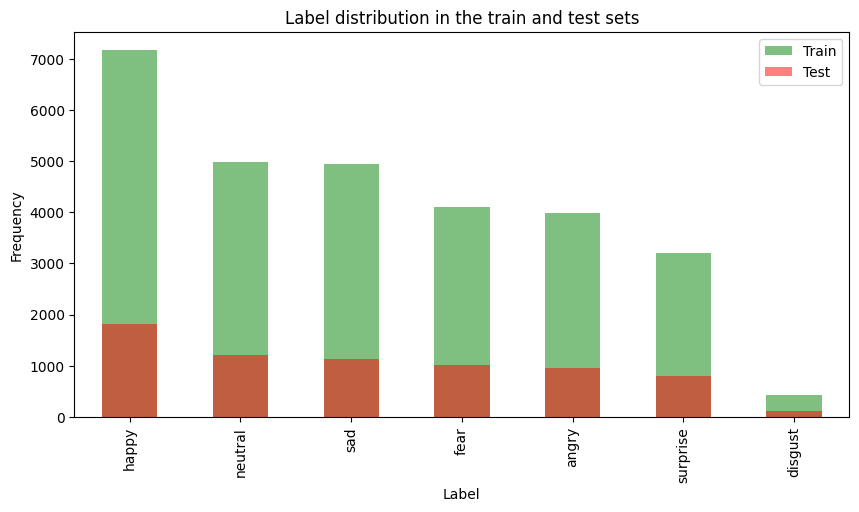 Label distribution in the train and test sets
Train
Test
7000
6000
5000
4000
3000
2000
1000
0
Frequency
happy
neutral
sad
fear
angry
surprise
disgust
Label